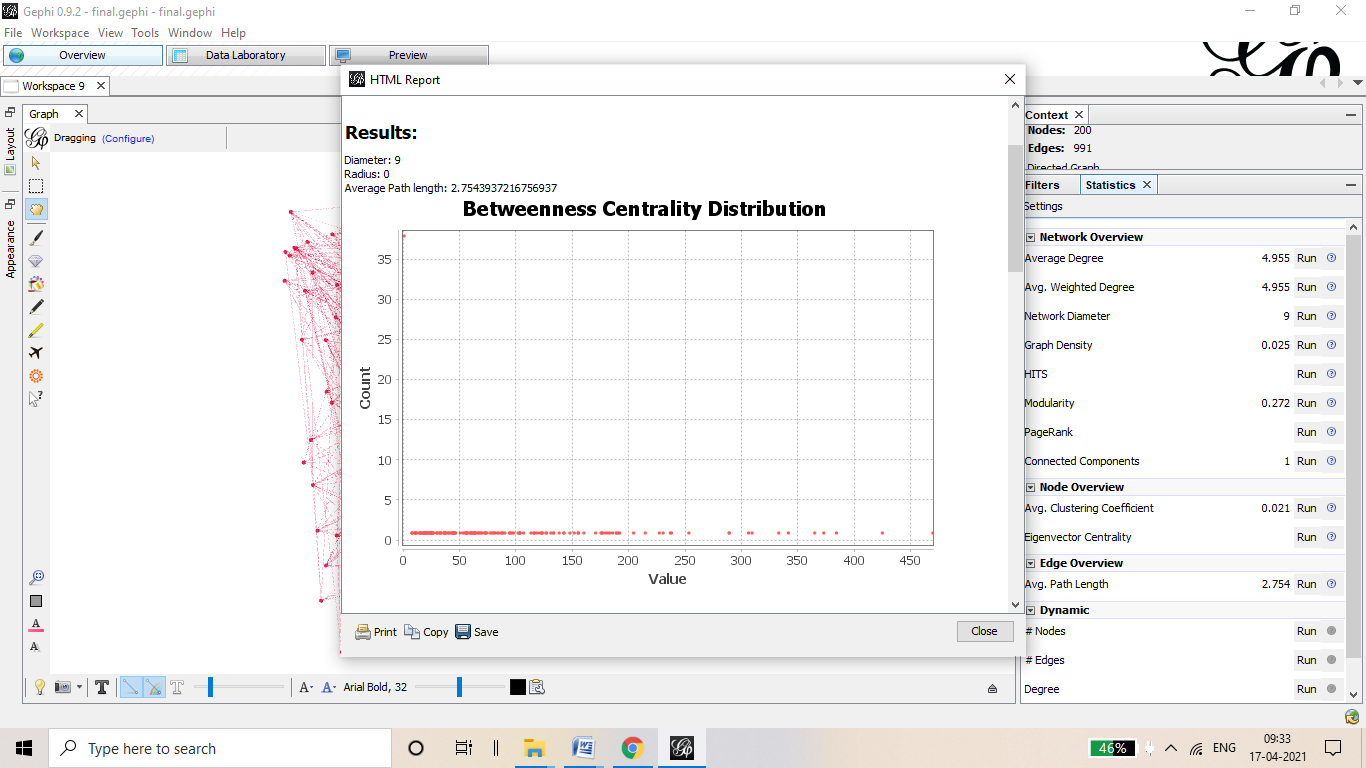 Gephi 0.9.2 - final.gephi - final.gephi
File Workspace View Tools Window Help
Overview
Data Laboratory
Preview
Workspace 9
Layout
Appearance
Graph
Dragging (Configure)
HTML Report
Results:
Diameter: 9
Radius: 0
Average Path length: 2.7543937216756937
Betweenness Centrality Distribution
Count
35
30
25
20
15
10
5
0
0 50 100 150 200 250 300 350 400 450
Value
Print Copy Save
Close
Context
Nodes: 200
Edges: 991
Directed Graph
Filters
Statistics
Settings
Network Overview
Average Degree 4.955 Run
Avg. Weighted Degree 4.955 Run
Network Diameter 9 Run
Graph Density 0.025 Run
HITS Run
Modularity 0.272 Run
PageRank Run
Connected Components 1 Run
Node Overview
Avg. Clustering Coefficient 0.021 Run
Eigenvector Centrality Run
Edge Overview
Avg. Path Length 2.754 Run
Dynamic
# Nodes Run
# Edges Run
Degree Run
T T A A Arial Bold, 32
Type here to search
46%
ENG
09:33
17-04-2021